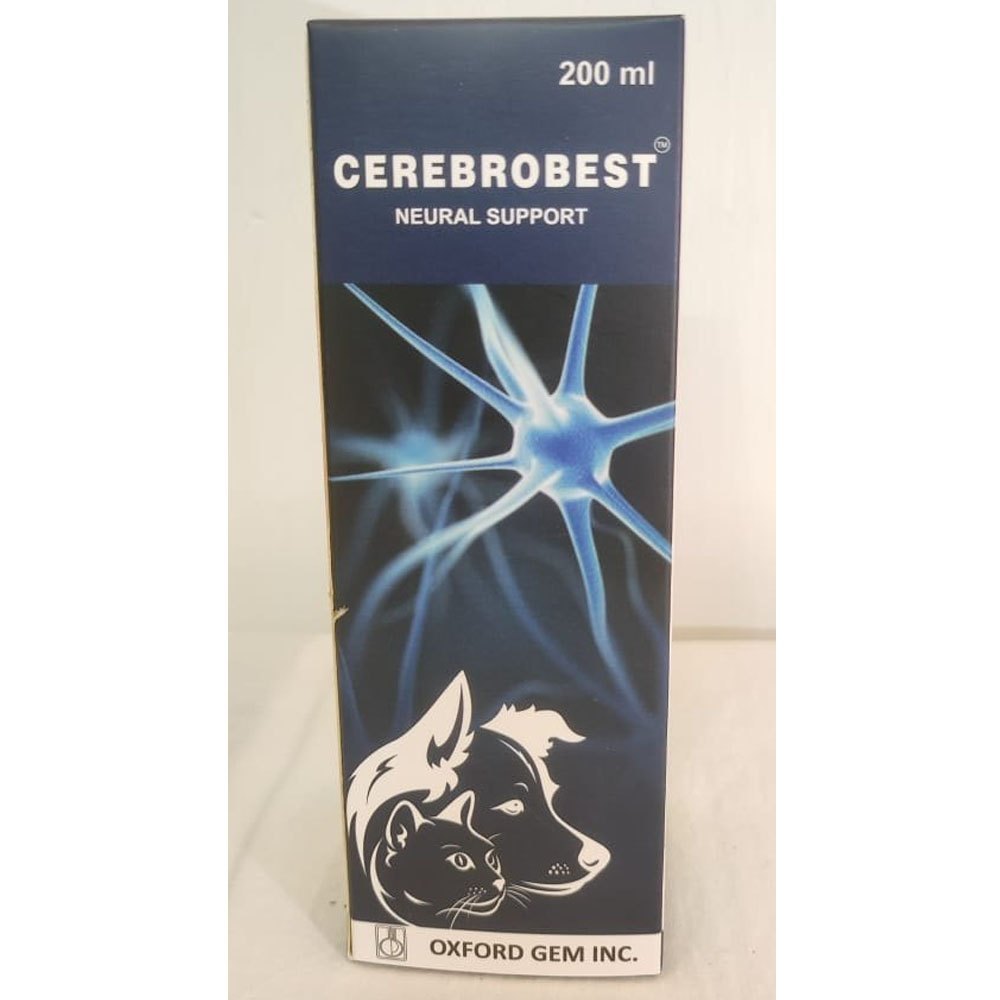 200 ml
CEREBROBEST™
NEURAL SUPPORT
OXFORD GEM INC.